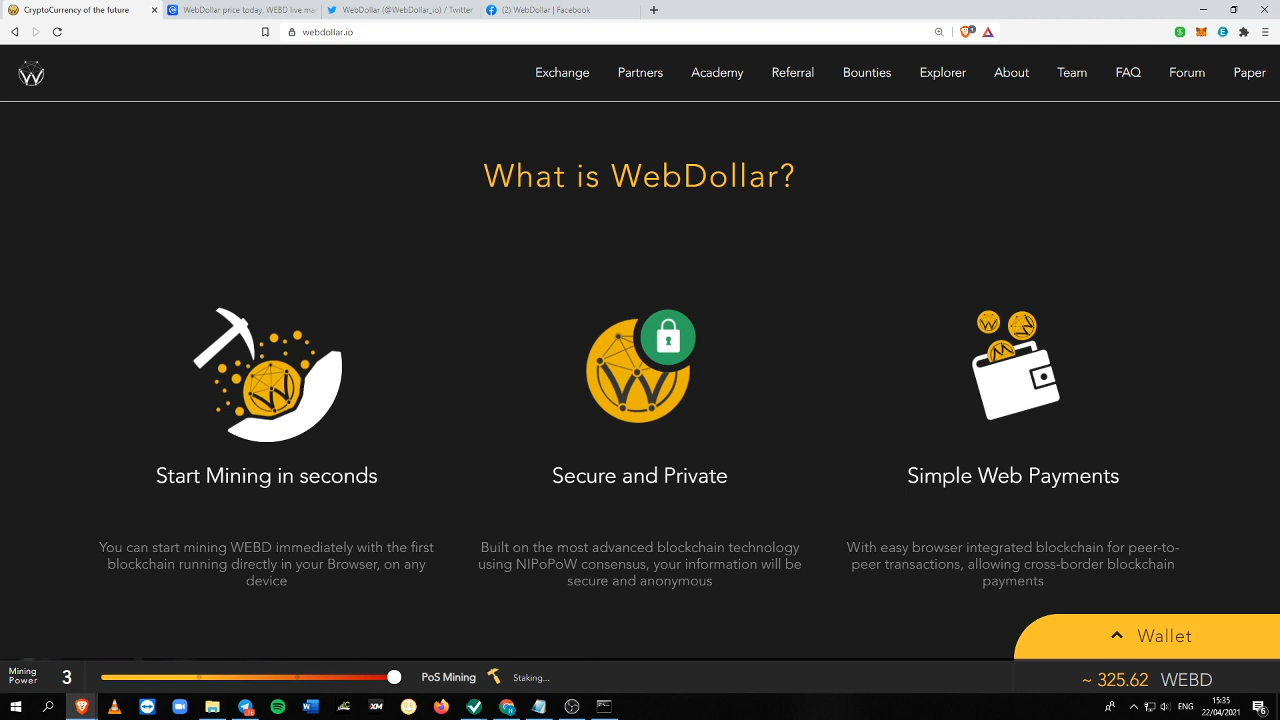 CryptoCurrency of the future
WebDollar price today, WEBD live ma
WebDollar (@WebDollar_io) / Twitter
(2) WebDollar | Facebook
webdollar.io
Exchange
Partners
Academy
Referral
Bounties
Explorer
About
Team
FAQ
Forum
Paper
What is WebDollar?
Start Mining in seconds
You can start mining WEBD immediately with the first
blockchain running directly in your Browser, on any
device
Secure and Private
Built on the most advanced blockchain technology
using NIPoPoW consensus, your information will be
secure and anonymous
Simple Web Payments
With easy browser integrated blockchain for peer-to-
peer transactions, allowing cross-border blockchain
payments
Wallet
Mining
Power
3
PoS Mining
Staking...
~ 325.62 WEBD
XM
ENG
15:35
22/04/2021